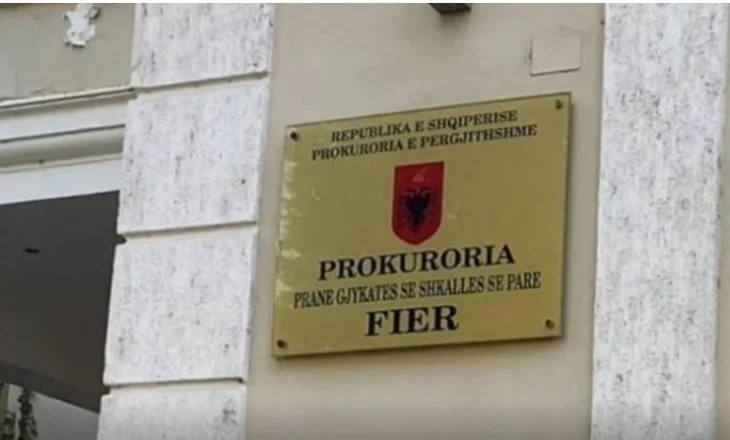 REPUBLIKA E SHQIPERISE
PROKURORIA E PERGJITHSHME
PROKURORIA
PRANE GJYKATES SE SHKALLES SE PARE
FIER